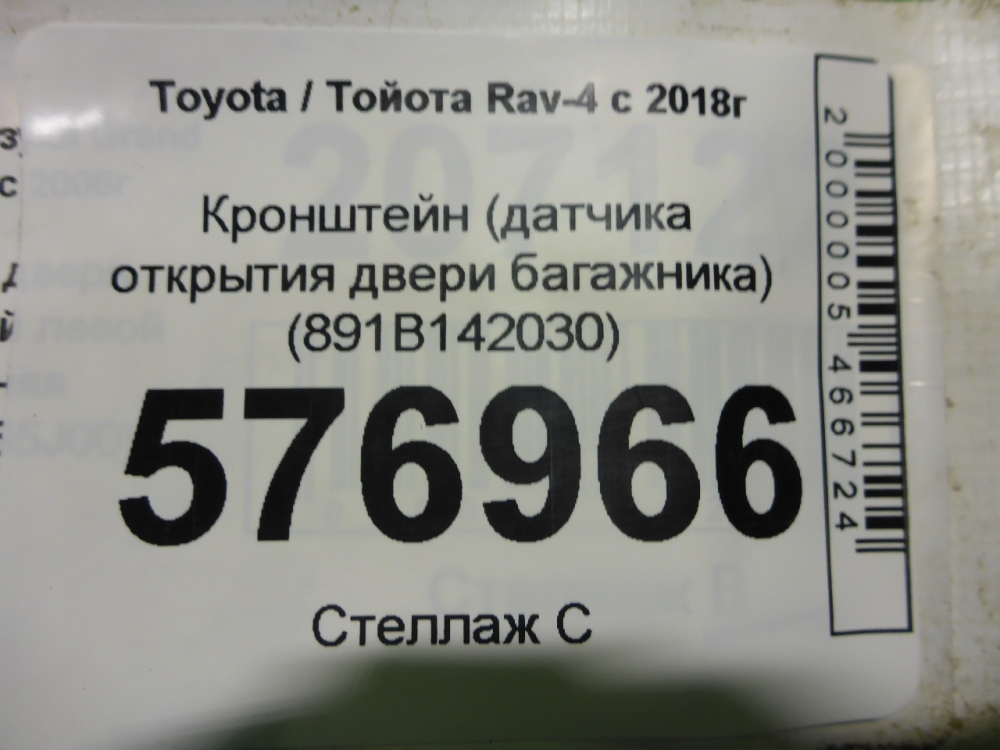 Toyota / Тойота Rav-4 с 2018г
Кронштейн (датчика
открытия двери багажника)
(891B142030)
576966
Стеллаж С
2000005466724